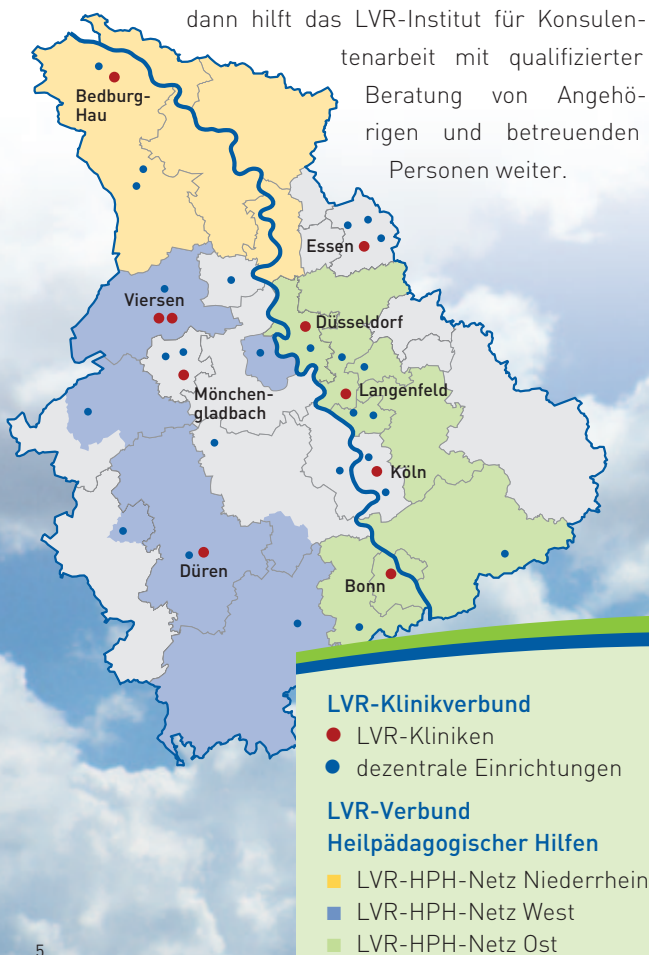 dann hilft das LVR-Institut für Konsulen-
tenarbeit mit qualifizierter
Beratung von Angehö-
rigen und betreuenden
Personen weiter.
Bedburg-
Hau
Essen
Viersen
Düsseldorf
Langenfeld
Mönchen-
gladbach
Köln
Düren
Bonn
LVR-Klinikverbund
LVR-Kliniken
dezentrale Einrichtungen
LVR-Verbund
Heilpädagogischer Hilfen
LVR-HPH-Netz Niederrhein
LVR-HPH-Netz West
LVR-HPH-Netz Ost
5